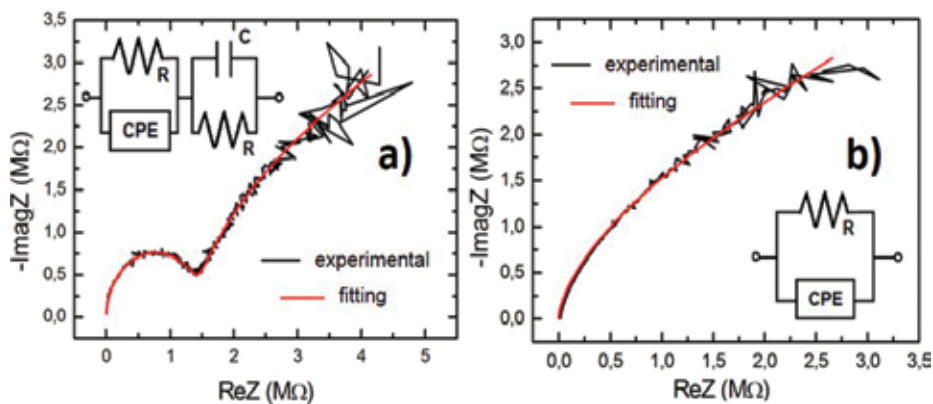 3,5
3,0
2,5
2,0
1,5
1,0
0,5
0,0
-ImagZ (MΩ)
R
CPE
C
R
a)
experimental
fitting
0 1 2 3 4 5
ReZ (MΩ)
3,0
2,5
2,0
1,5
1,0
0,5
0,0
-ImagZ (MΩ)
experimental
fitting
b)
R
CPE
0,0 0,5 1,0 1,5 2,0 2,5 3,0 3,5
ReZ (MΩ)